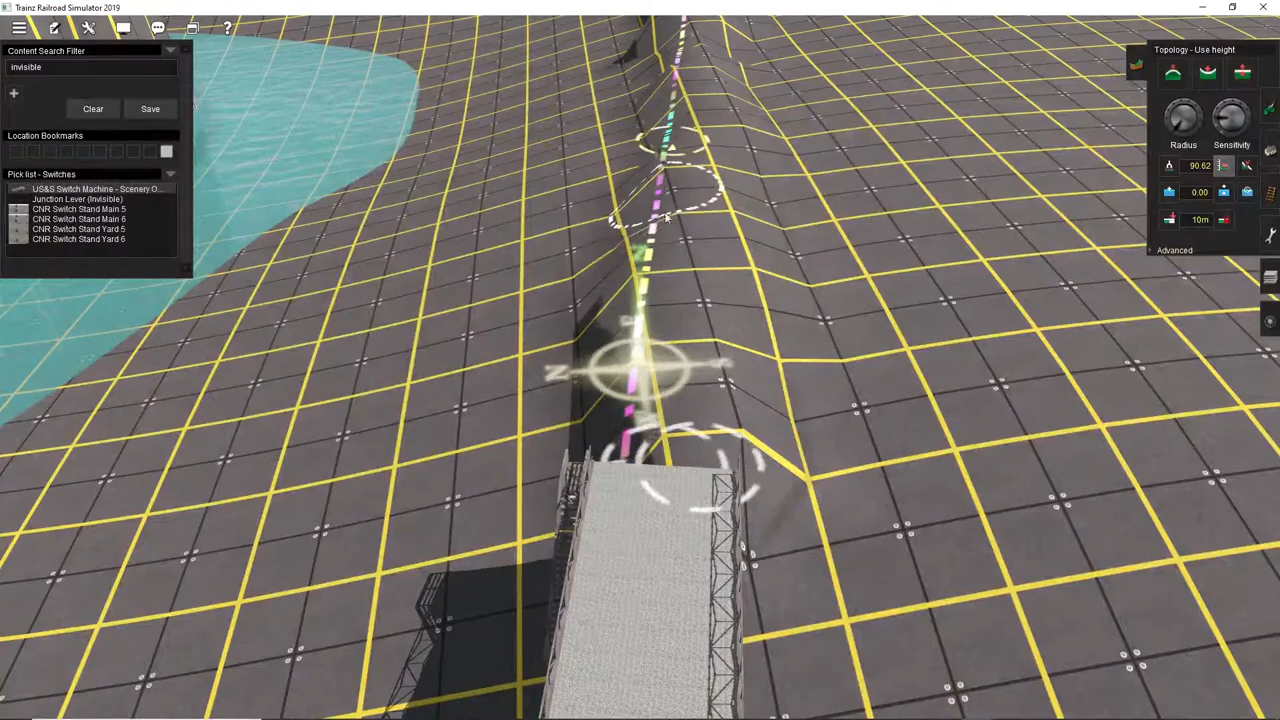 Trainz Railroad Simulator 2019
Content Search Filter
invisible
Clear
Save
Location Bookmarks
Pick list - Switches
US&S Switch Machine - Scenery O...
Junction Lever (Invisible)
CNR Switch Stand Main 5
CNR Switch Stand Main 6
CNR Switch Stand Yard 5
CNR Switch Stand Yard 6
Topology - Use height
Radius
Sensitivity
90.62
0.00
10m
Advanced
N